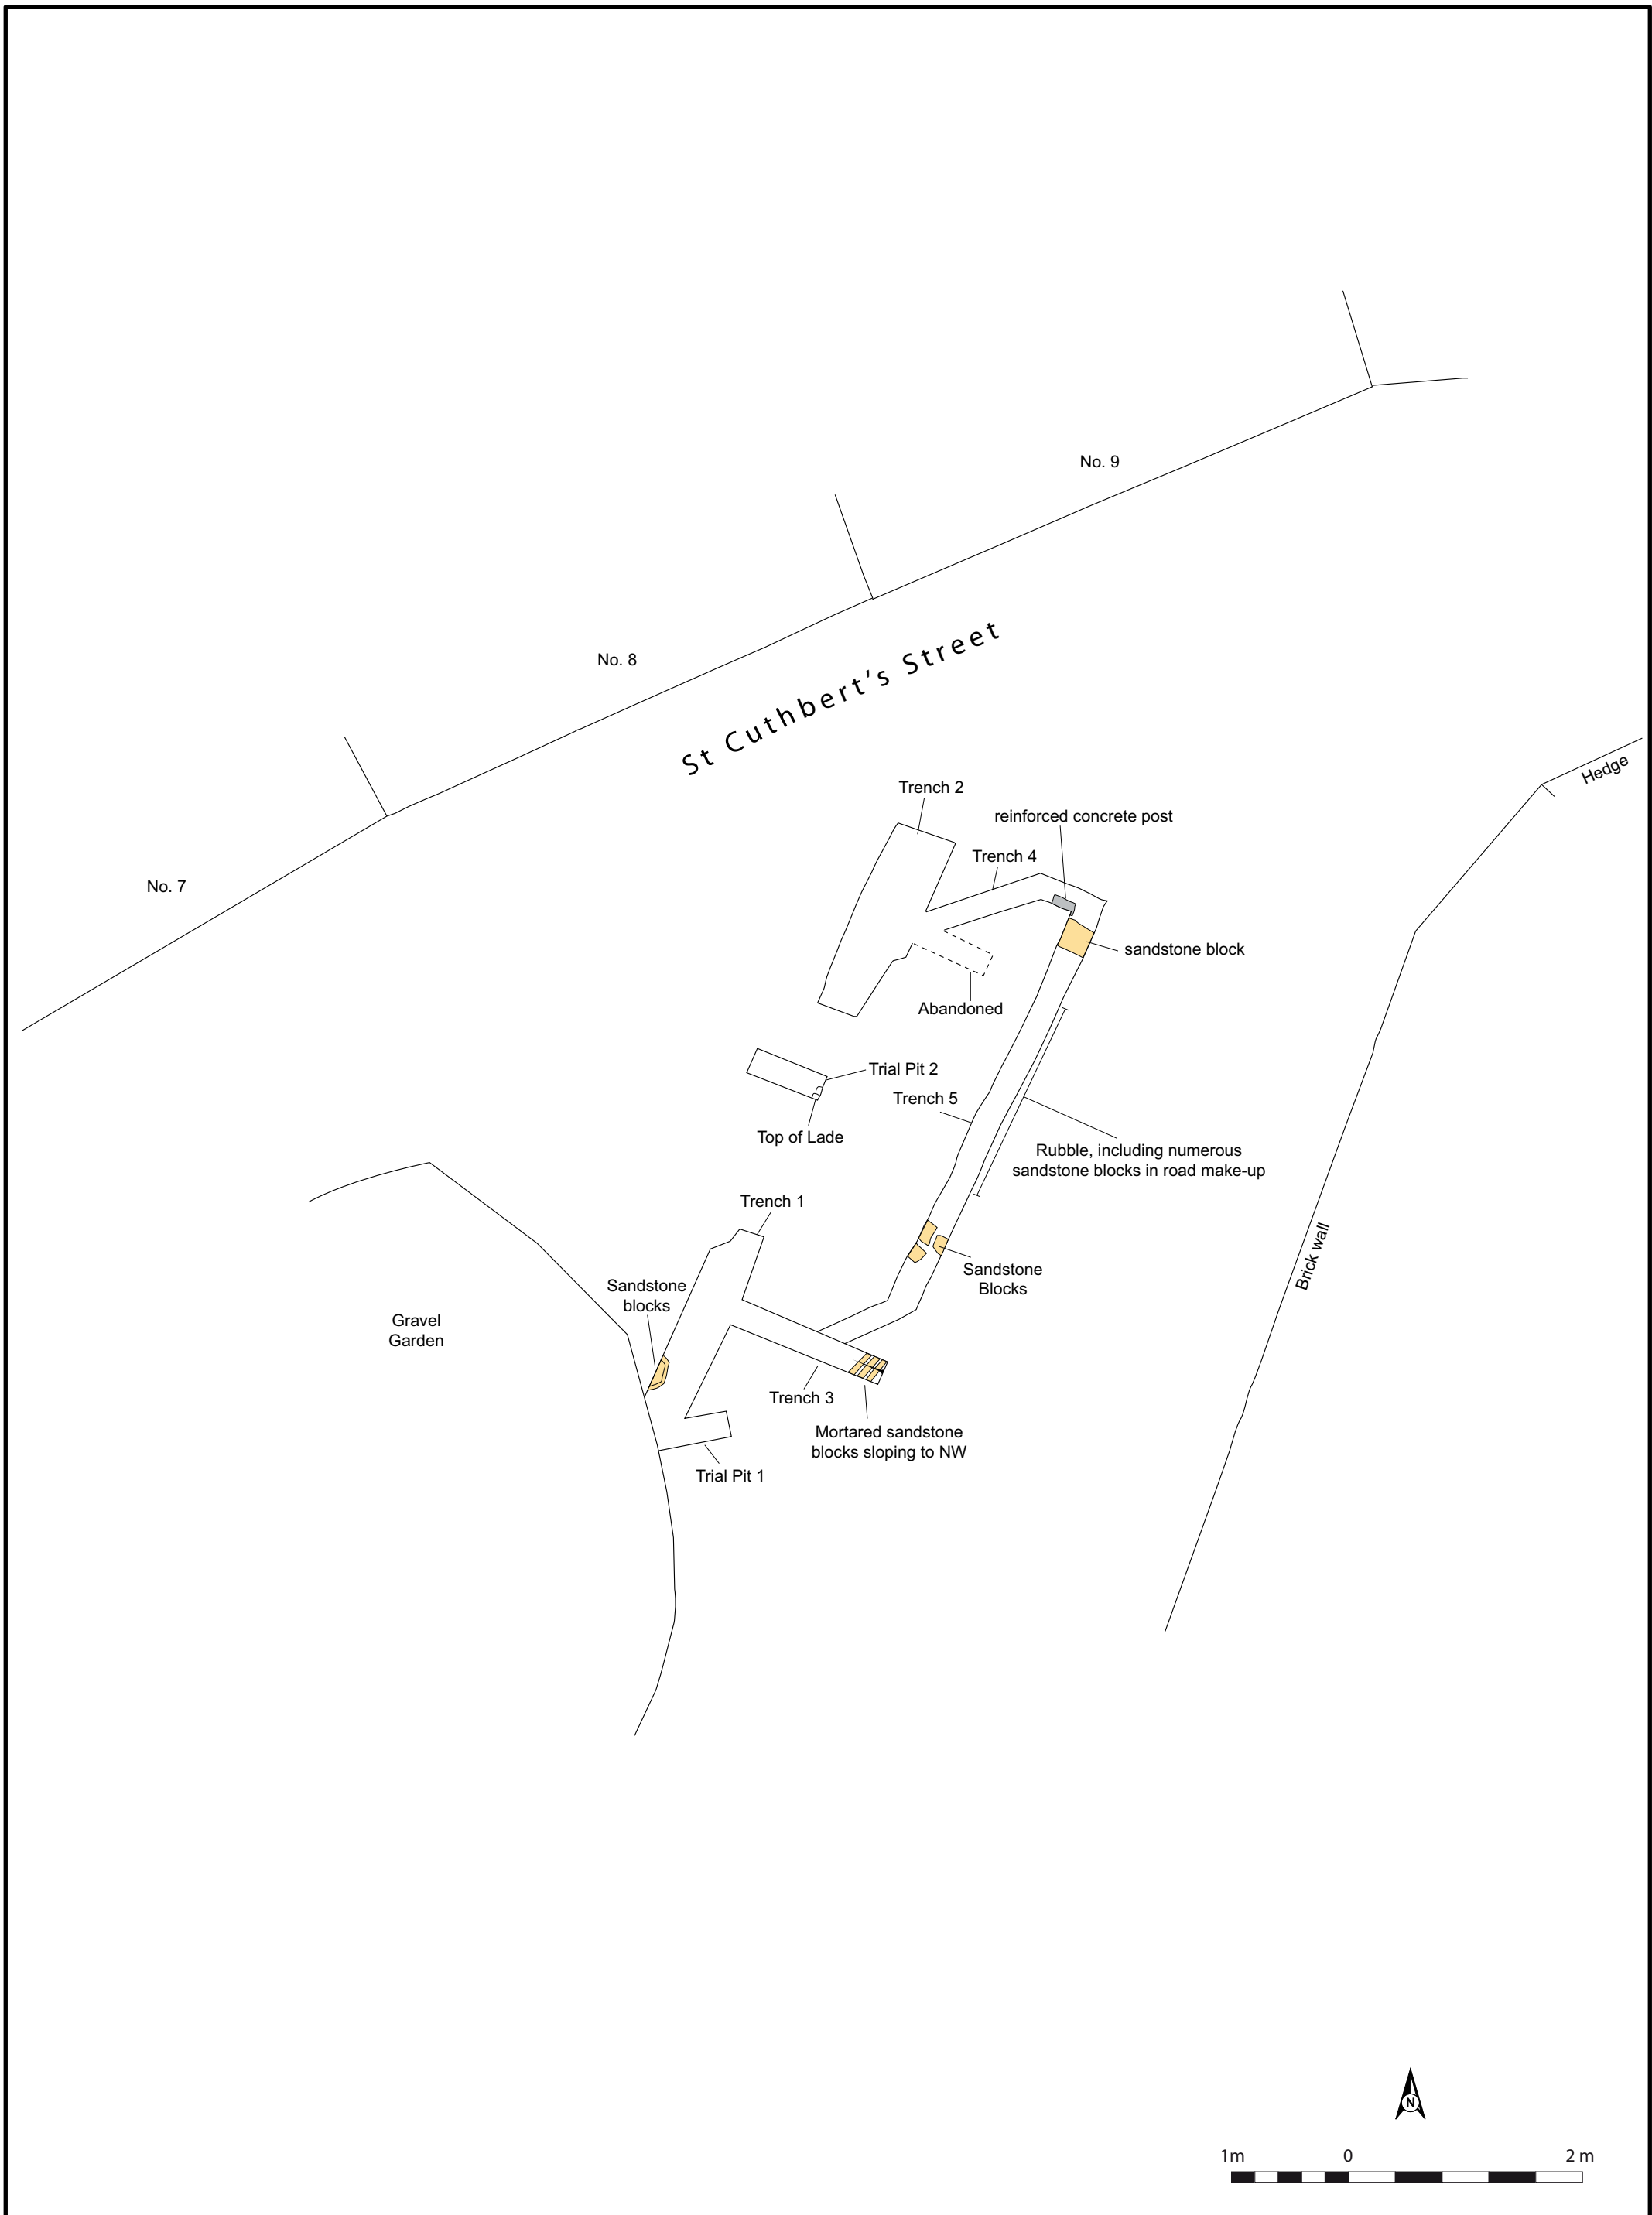 No. 9
No. 8
St Cuthbert’s Street
Hedge
Trench 2
reinforced concrete post
Trench 4
No. 7
sandstone block
Abandoned
Trial Pit 2
Trench 5
Top of Lade
Rubble, including numerous
sandstone blocks in road make-up
Trench 1
Brick wall
Sandstone
Blocks
Sandstone
blocks
Gravel
Garden
Trench 3
Mortared sandstone
blocks sloping to NW
Trial Pit 1
N
1m 0 2 m